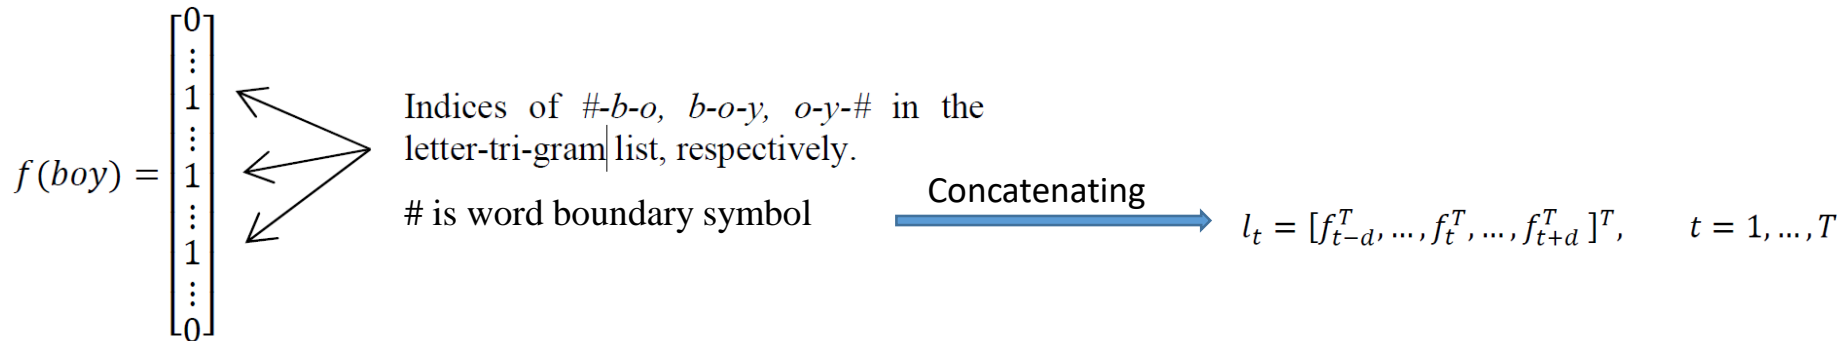 f(boy) = [0 ⋮ 1 ⋮ 1 ⋮ 1 ⋮ 0]
Indices of #-b-o, b-o-y, o-y-# in the
letter-tri-gram list, respectively.
# is word boundary symbol
Concatenating
l_t = [f_{t-d}^T, …, f_t^T, …, f_{t+d}^T]^T,   t = 1, …, T